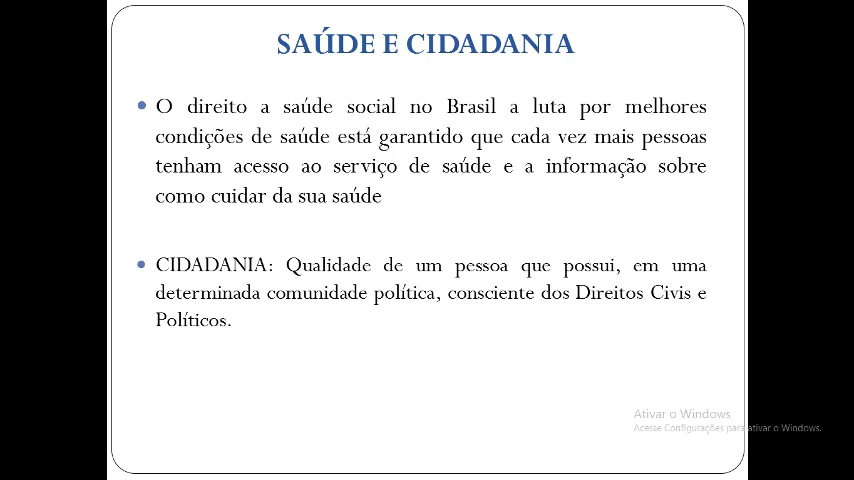 SAÚDE E CIDADANIA
• O direito a saúde social no Brasil a luta por melhores
condições de saúde está garantido que cada vez mais pessoas
tenham acesso ao serviço de saúde e a informação sobre
como cuidar da sua saúde
• CIDADANIA: Qualidade de um pessoa que possui, em uma
determinada comunidade política, consciente dos Direitos Civis e
Políticos.
Ativar o Windows
Acesse Configurações para ativar o Windows.